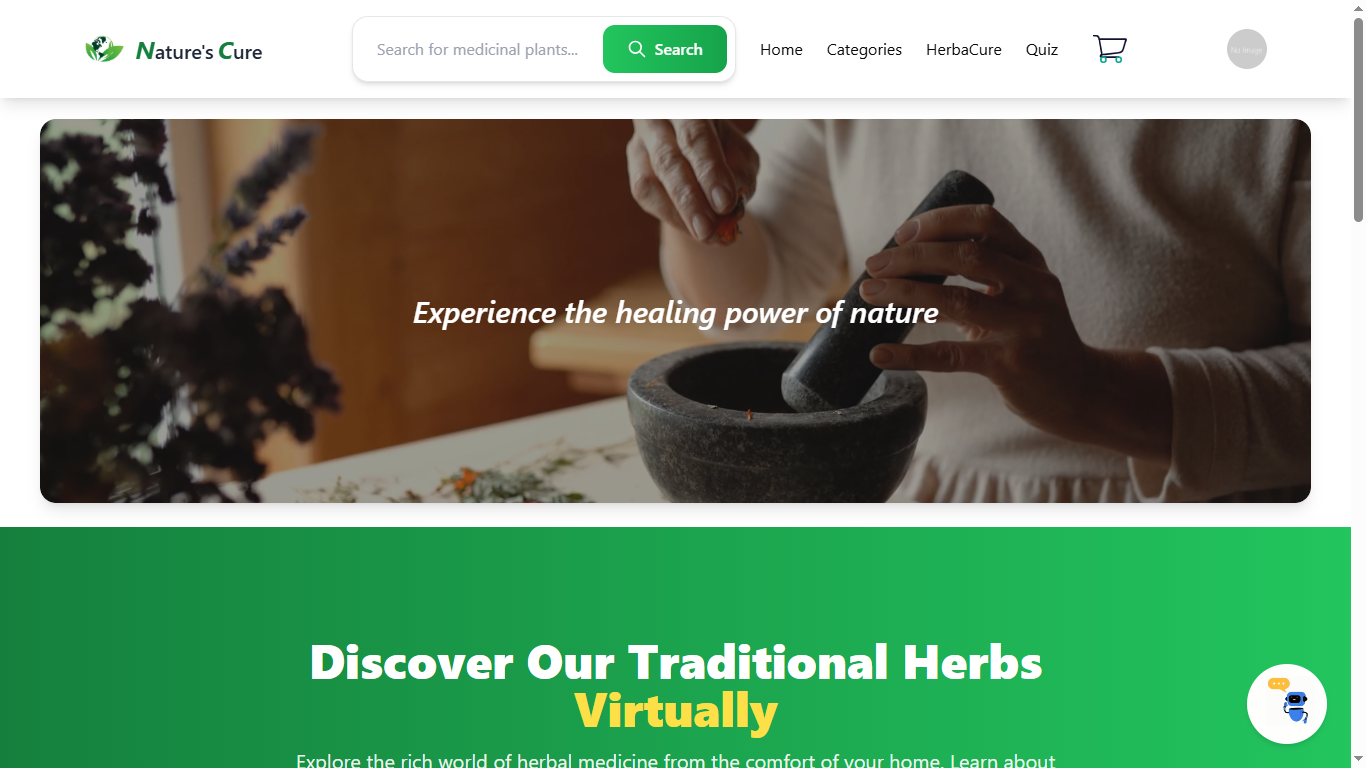 Nature's Cure
Search for medicinal plants...
Search
Home
Categories
HerbaCure
Quiz
No Image
Experience the healing power of nature
Discover Our Traditional Herbs
Virtually
Explore the rich world of herbal medicine from the comfort of your home. Learn about